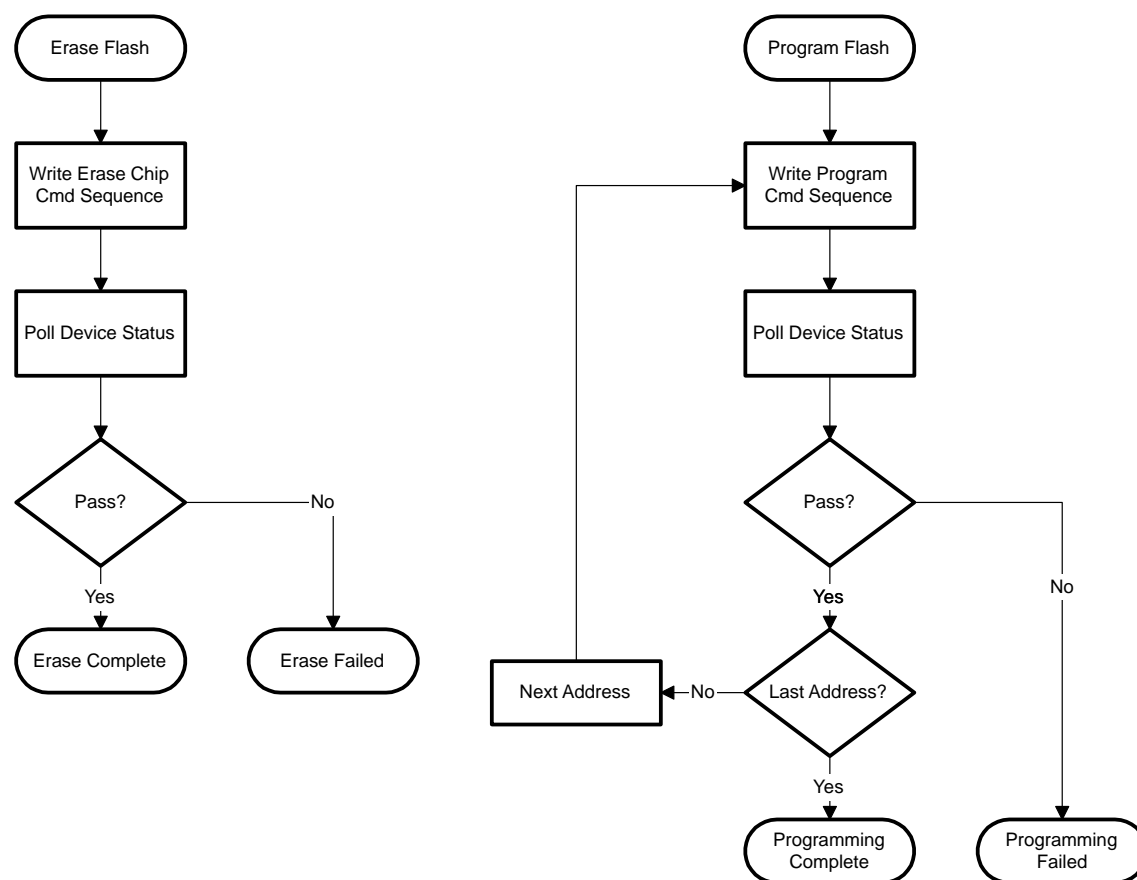 Erase Flash
Write Erase Chip
Cmd Sequence
Poll Device Status
Pass?
No
Yes
Erase Complete
Erase Failed
Program Flash
Write Program
Cmd Sequence
Poll Device Status
Pass?
No
Yes
Last Address?
No
Next Address
Yes
Programming
Complete
Programming
Failed